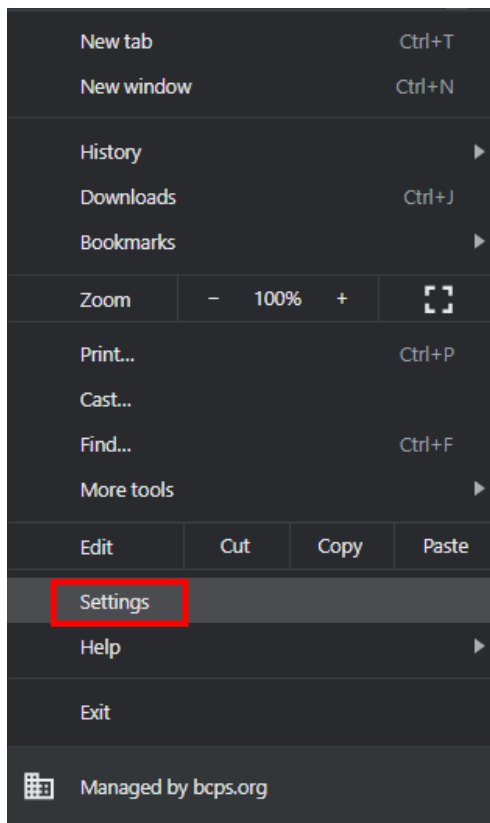 New tab Ctrl+T
New window Ctrl+N
History
Downloads Ctrl+J
Bookmarks
Zoom - 100% +
Print... Ctrl+P
Cast...
Find... Ctrl+F
More tools
Edit Cut Copy Paste
Settings
Help
Exit
Managed by bcps.org